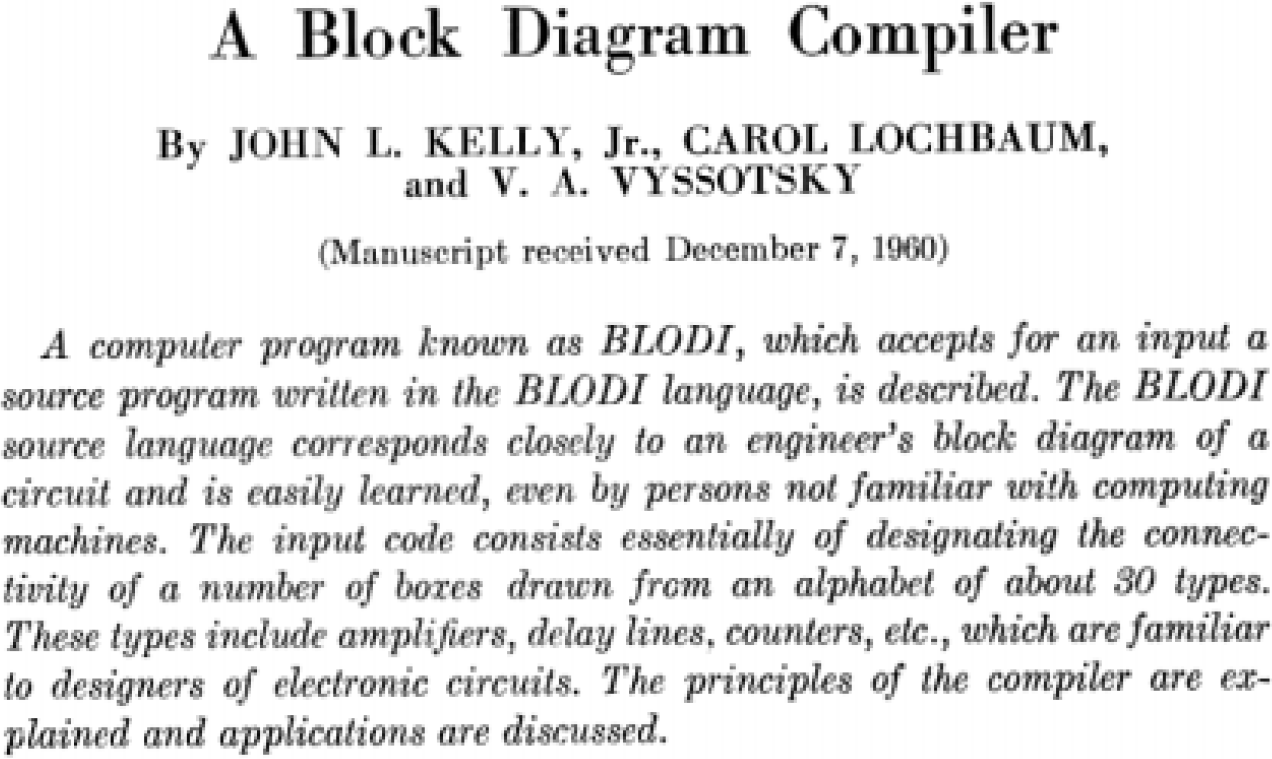 A Block Diagram Compiler
By JOHN L. KELLY, Jr., CAROL LOCHBAUM,
and V. A. VYSSOTSKY
(Manuscript received December 7, 1960)
A computer program known as BLODI, which accepts for an input a
source program written in the BLODI language, is described. The BLODI
source language corresponds closely to an engineer's block diagram of a
circuit and is easily learned, even by persons not familiar with computing
machines. The input code consists essentially of designating the connec-
tivity of a number of boxes drawn from an alphabet of about 30 types.
These types include amplifiers, delay lines, counters, etc., which are familiar
to designers of electronic circuits. The principles of the compiler are ex-
plained and applications are discussed.